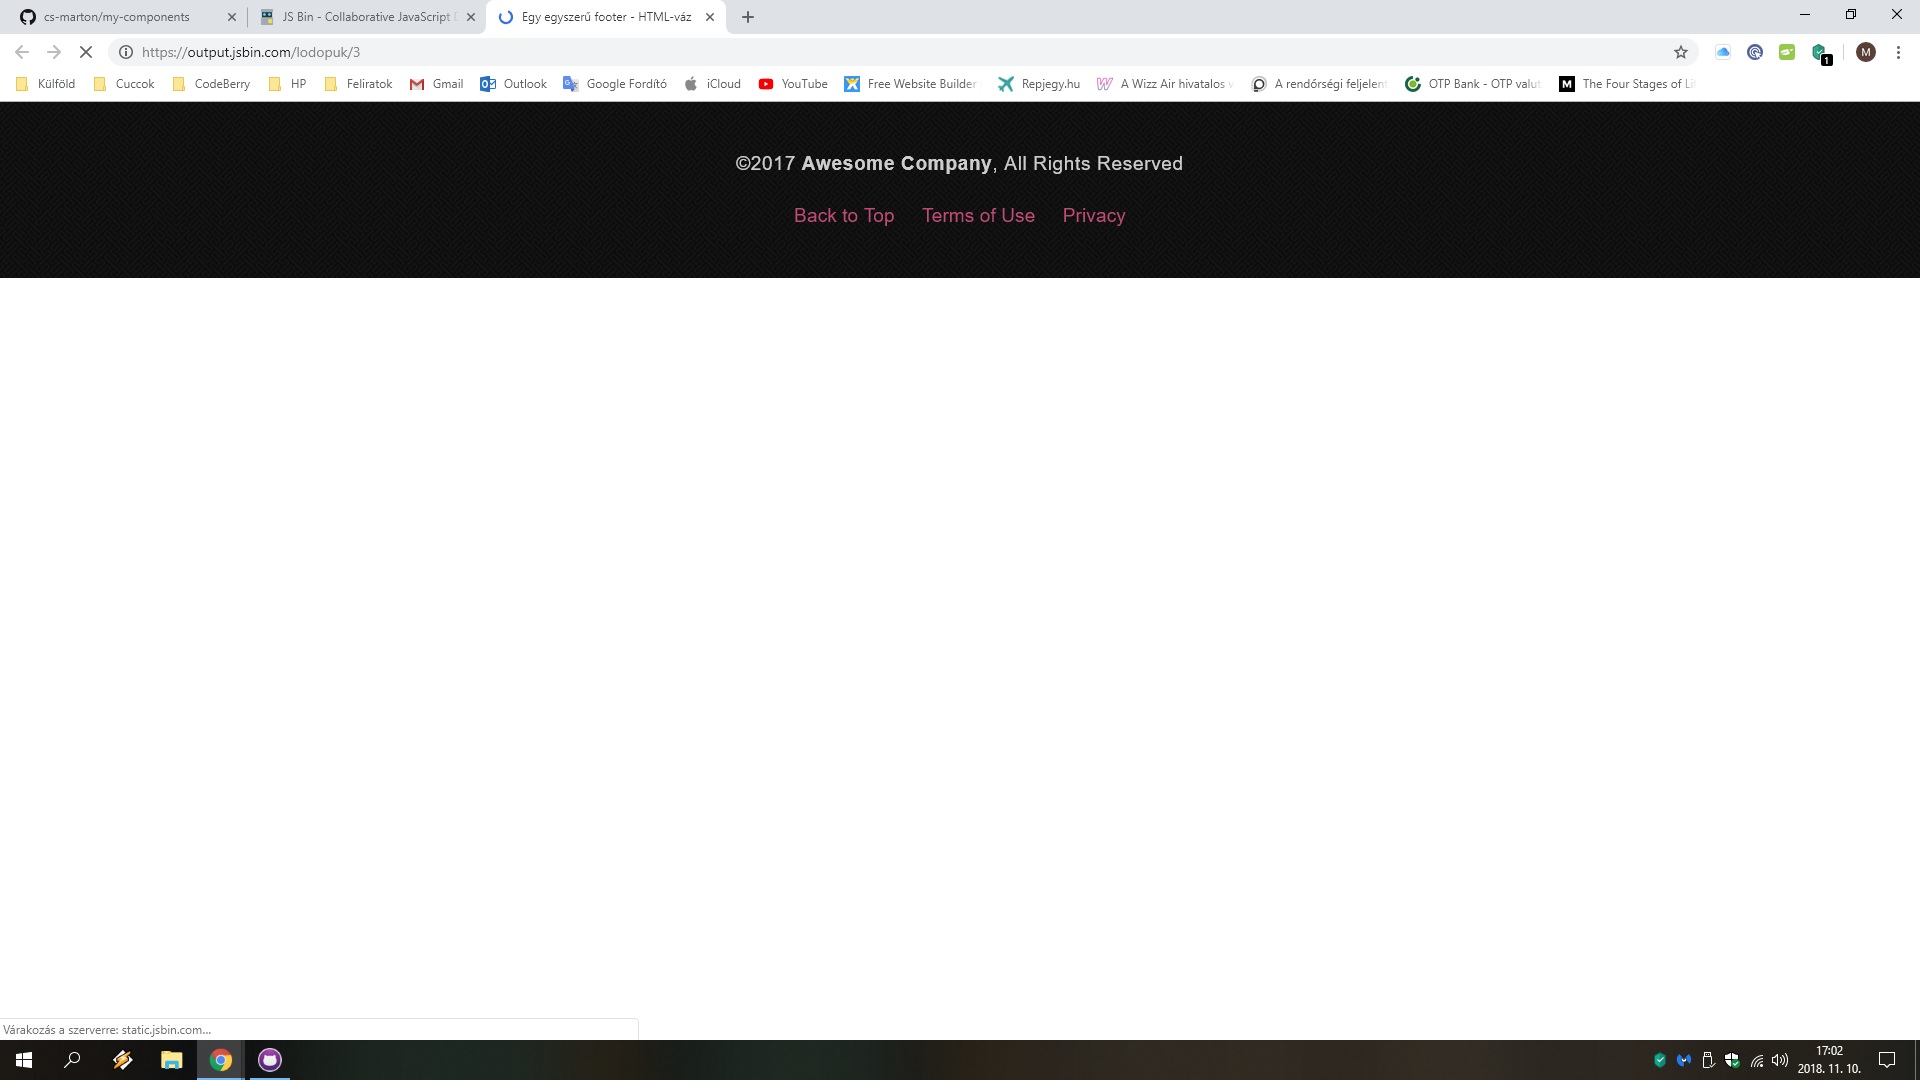 cs-marton/my-components
JS Bin - Collaborative JavaScript
Egy egyszerű footer - HTML-váz
https://output.jsbin.com/lodopuk/3
M
1
Külföld
Cuccok
CodeBerry
HP
Feliratok
Gmail
Outlook
Google Fordító
iCloud
YouTube
Free Website Builder
Repjegy.hu
A Wizz Air hivatalos
A rendőrségi feljelent
OTP Bank - OTP valut
M The Four Stages of
©2017 Awesome Company, All Rights Reserved
Back to Top Terms of Use Privacy
Várakozás a szerverre: static.jsbin.com...
17:02
2018. 11. 10.